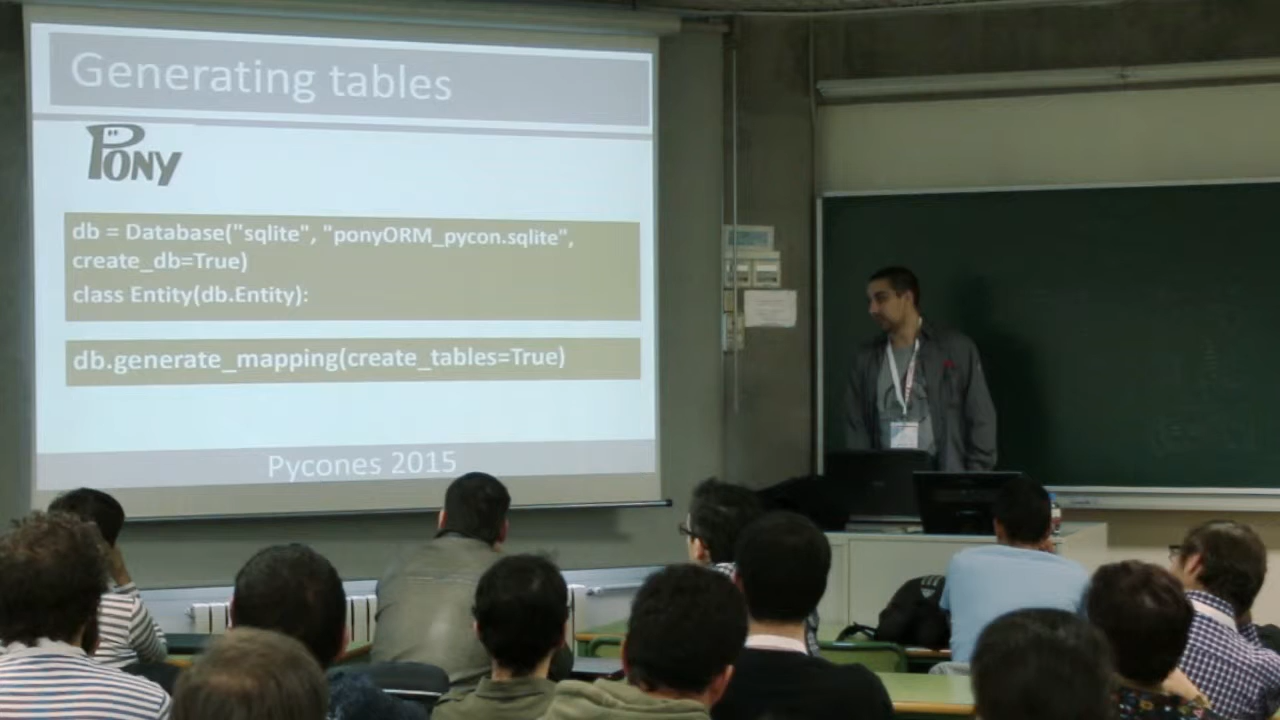 Generating tables
PONY
db = Database("sqlite", "ponyORM_pycon.sqlite",
create_db=True)
class Entity(db.Entity):
db.generate_mapping(create_tables=True)
Pycones 2015